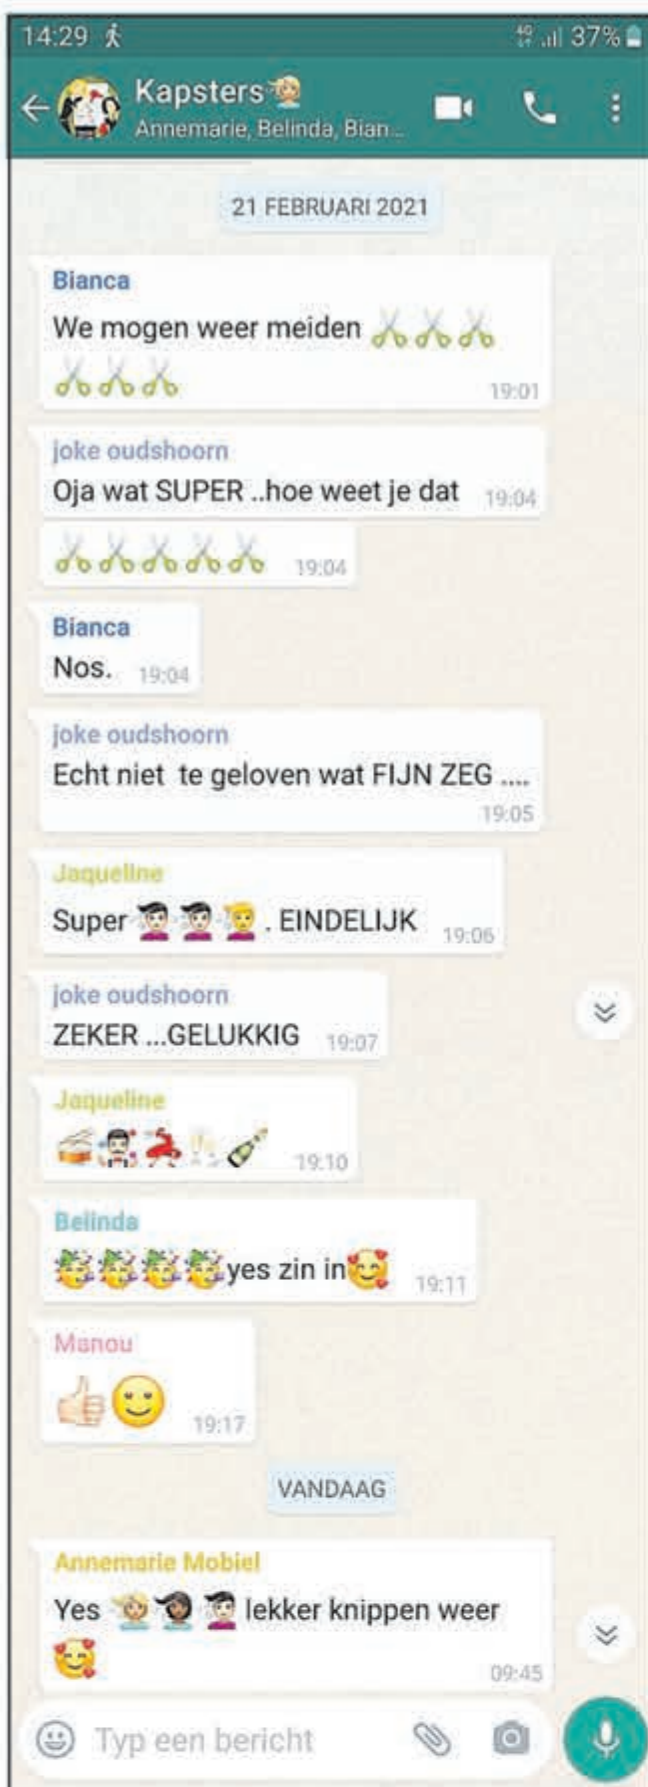 14:29 37%
Kapsters
Annemarie, Belinda, Bian...
21 FEBRUARI 2021
Bianca
We mogen weer meiden
19:01
joke oudshoorn
Oja wat SUPER ..hoe weet je dat 19:04
19:04
Bianca
Nos. 19:04
joke oudshoorn
Echt niet te geloven wat FIJN ZEG ....
19:05
Jaqueline
Super . EINDELIJK 19:06
joke oudshoorn
ZEKER ...GELUKKIG 19:07
Jaqueline
19:10
Belinda
yes zin in 19:11
Manou
19:17
VANDAAG
Annemarie Mobiel
Yes lekker knippen weer
09:45
Typ een bericht